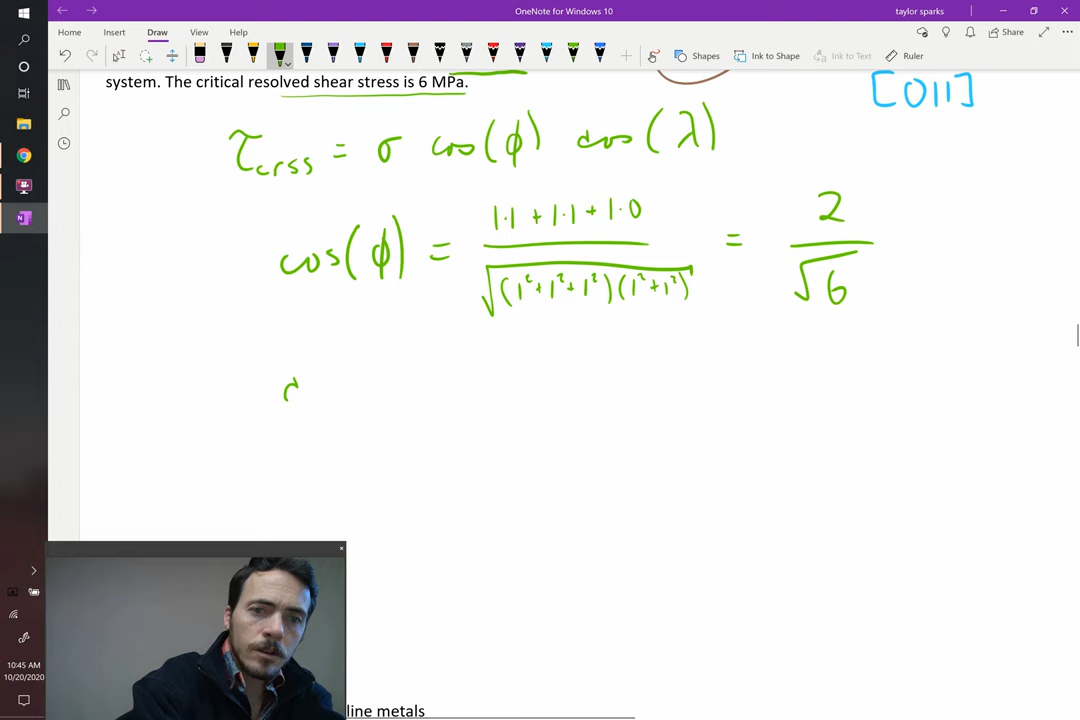 OneNote for Windows 10
taylor sparks
Home Insert Draw View Help
Share
Shapes
Ink to Shape
Ink to Text
Ruler
system. The critical resolved shear stress is 6 MPa.
[011]
τcrss = σ cos(ϕ) cos(λ)
cos(ϕ) = 1·1 + 1·1 + 1·0 / √(1²+1²+1²)(1²+1²) = 2 / √6
c
10:45 AM
10/20/2020
line metals